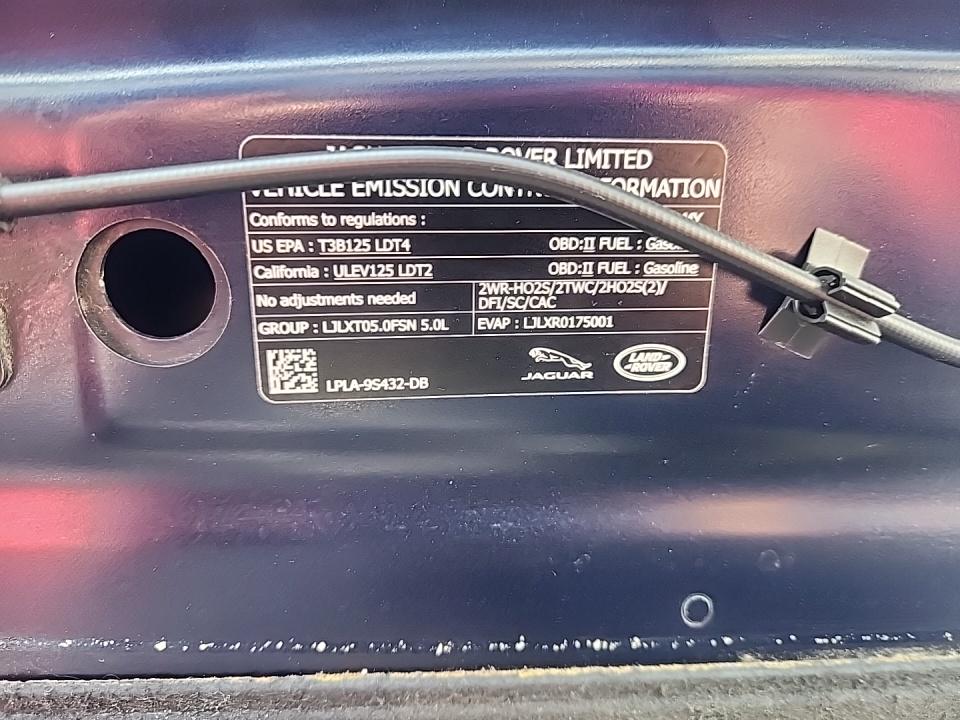 ROVER LIMITED
VEHICLE EMISSION
Conforms to regulations :
US EPA : T3B125 LDT4 OBD:II FUEL :
California : ULEV125 LDT2 OBD:II FUEL : Gasoline
No adjustments needed 2WR-HO2S/2TWC/2HO2S(2)/
DFI/SC/CAC
GROUP : LJLXT05.0FSN 5.0L EVAP : LJLXR0175001
LPLA-9S432-DB JAGUAR LAND ROVER